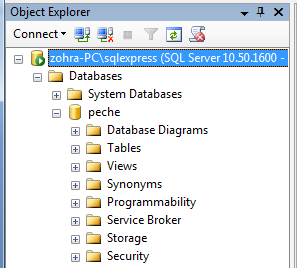 Object Explorer
Connect
zohra-PC\sqlexpress (SQL Server 10.50.1600 -
Databases
System Databases
peche
Database Diagrams
Tables
Views
Synonyms
Programmability
Service Broker
Storage
Security